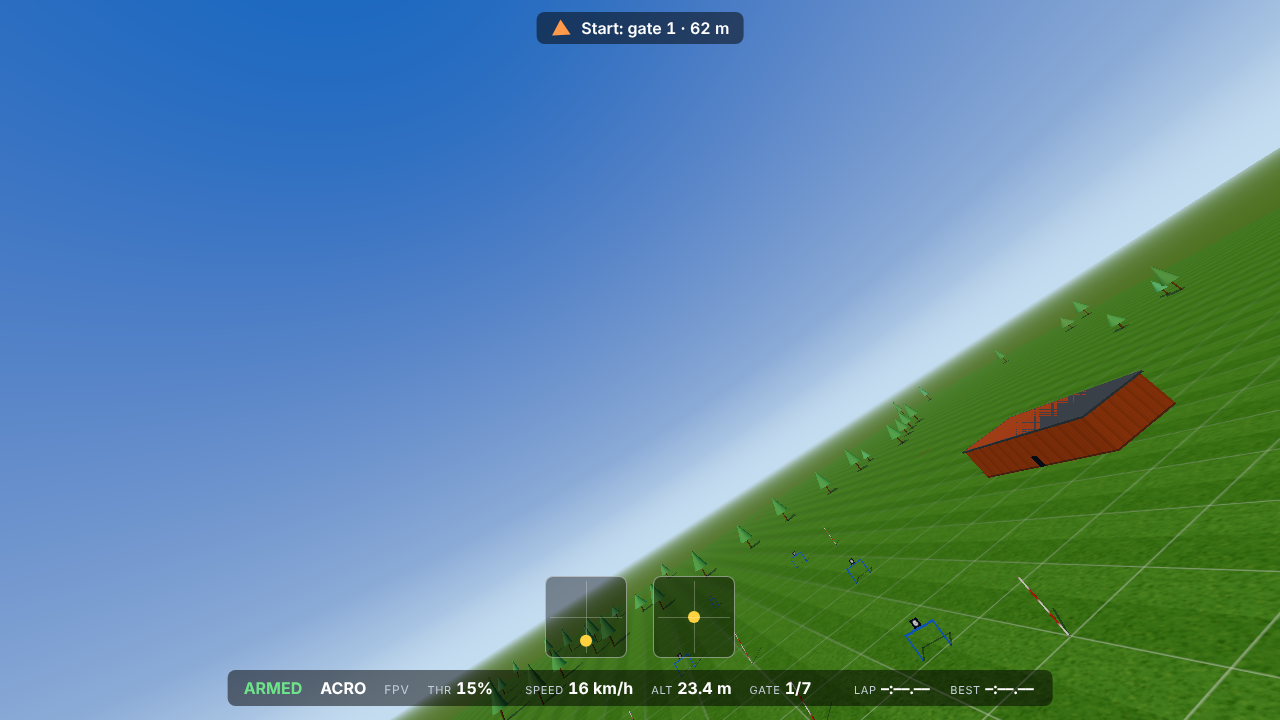 Start: gate 1 · 62 m
ARMED ACRO FPV THR 15% SPEED 16 km/h ALT 23.4 m GATE 1/7 LAP –:––.–– BEST –:––.––